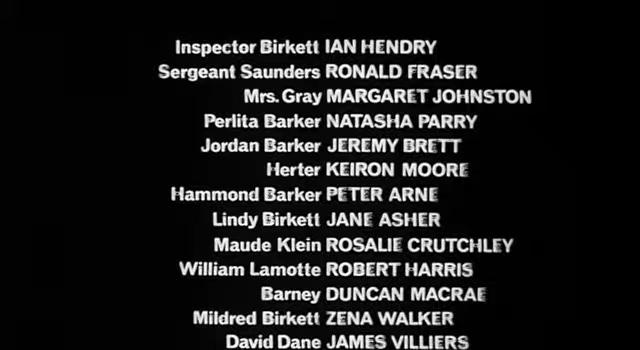 Inspector Birkett IAN HENDRY
Sergeant Saunders RONALD FRASER
Mrs. Gray MARGARET JOHNSTON
Perlita Barker NATASHA PARRY
Jordan Barker JEREMY BRETT
Herter KEIRON MOORE
Hammond Barker PETER ARNE
Lindy Birkett JANE ASHER
Maude Klein ROSALIE CRUTCHLEY
William Lamotte ROBERT HARRIS
Barney DUNCAN MACRAE
Mildred Birkett ZENA WALKER
David Dane JAMES VILLIERS